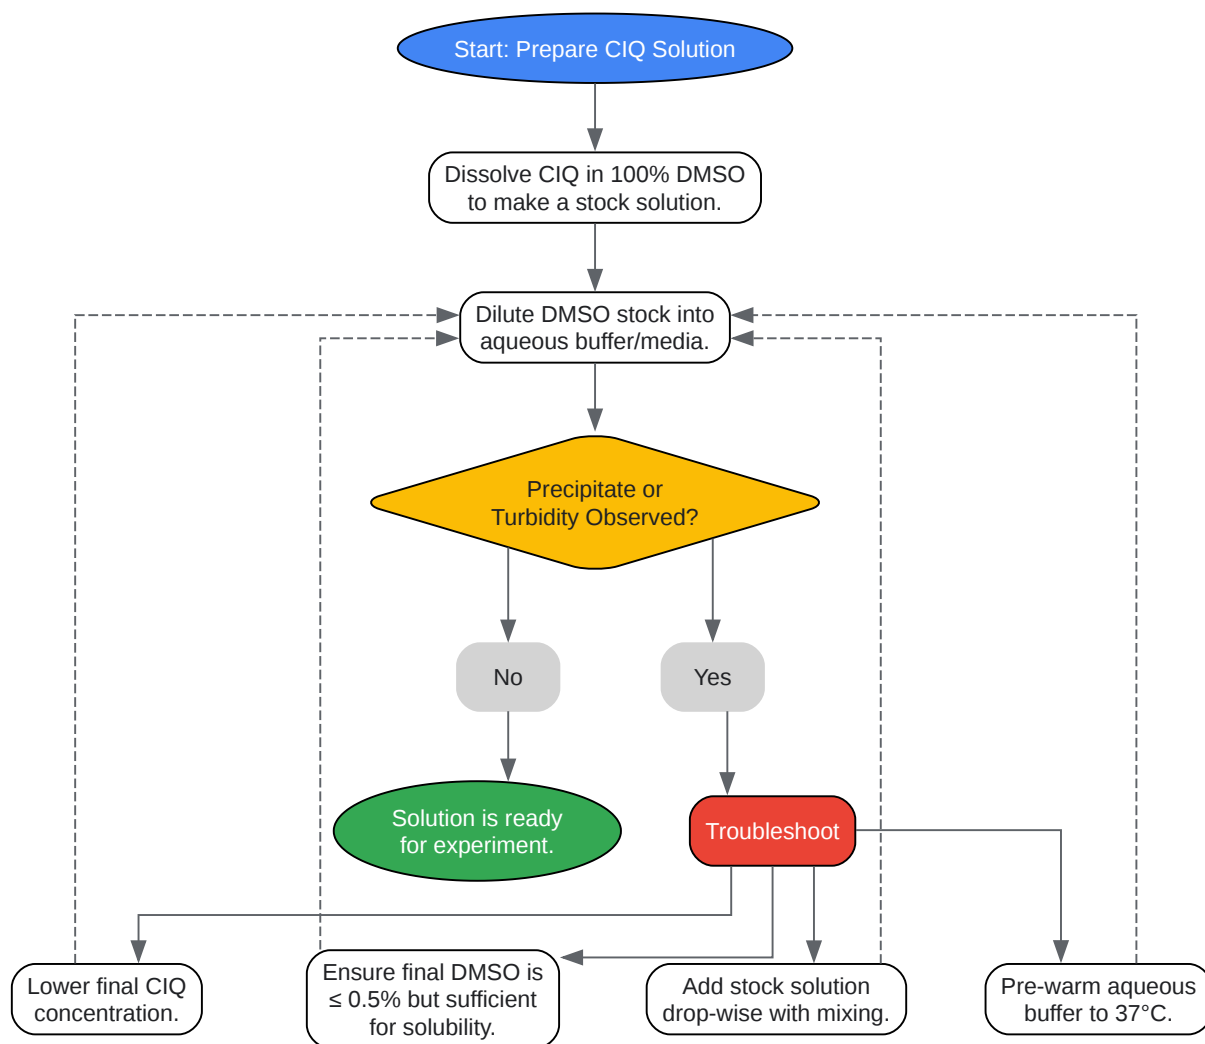 Start: Prepare CIQ Solution
Dissolve CIQ in 100% DMSO
to make a stock solution.
Dilute DMSO stock into
aqueous buffer/media.
Precipitate or
Turbidity Observed?
No
Yes
Solution is ready
for experiment.
Troubleshoot
Lower final CIQ
concentration.
Ensure final DMSO is
≤ 0.5% but sufficient
for solubility.
Add stock solution
drop-wise with mixing.
Pre-warm aqueous
buffer to 37°C.